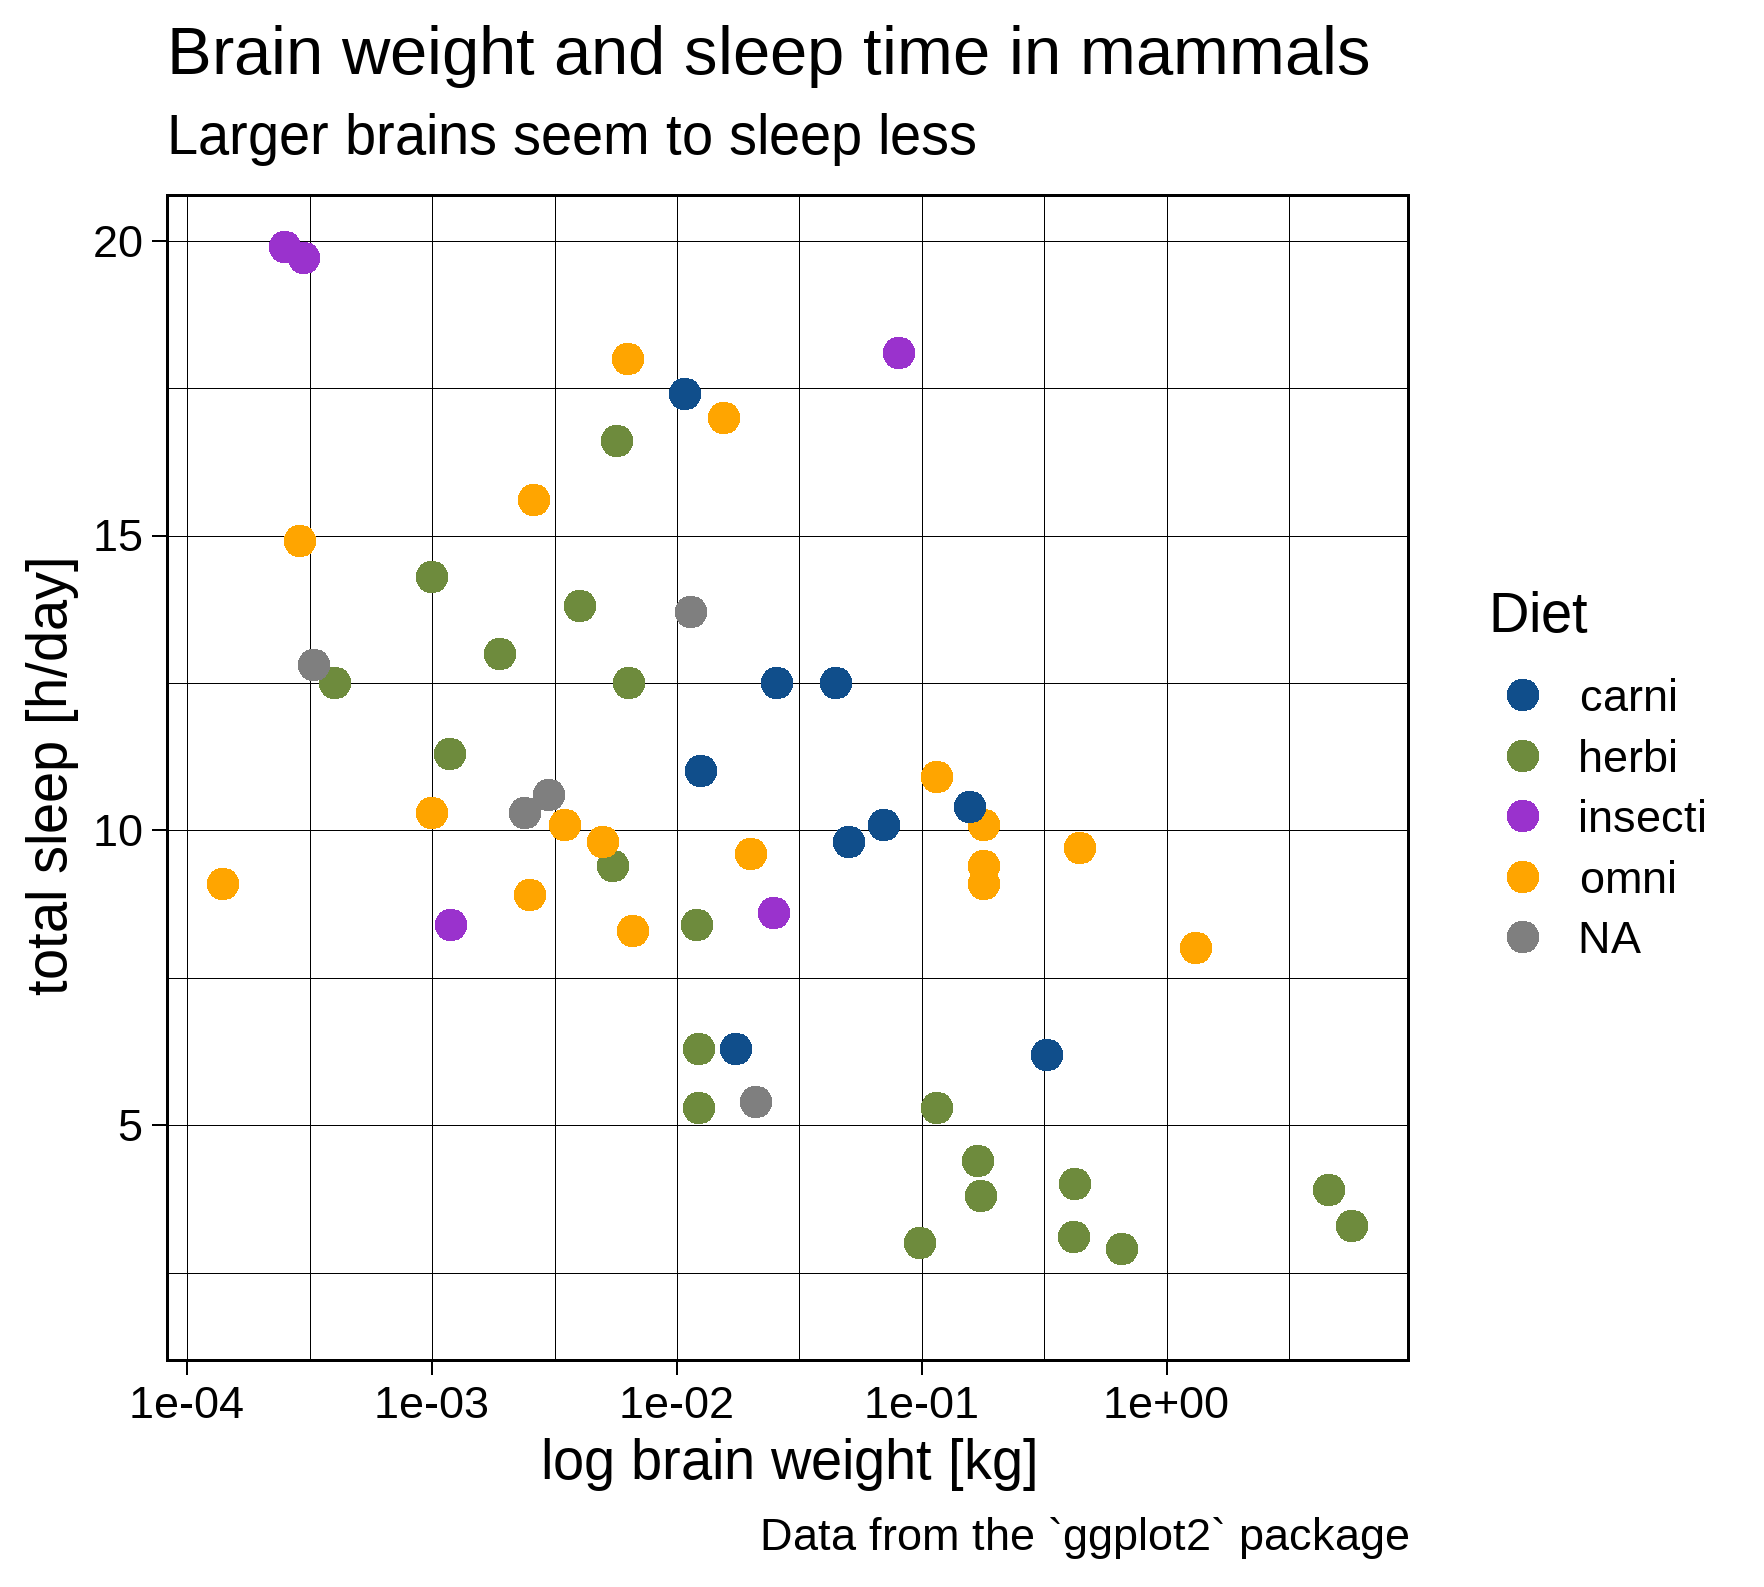 Brain weight and sleep time in mammals
Larger brains seem to sleep less
20
15
10
5
total sleep [h/day]
1e-04 1e-03 1e-02 1e-01 1e+00
log brain weight [kg]
Diet
carni
herbi
insecti
omni
NA
Data from the `ggplot2` package